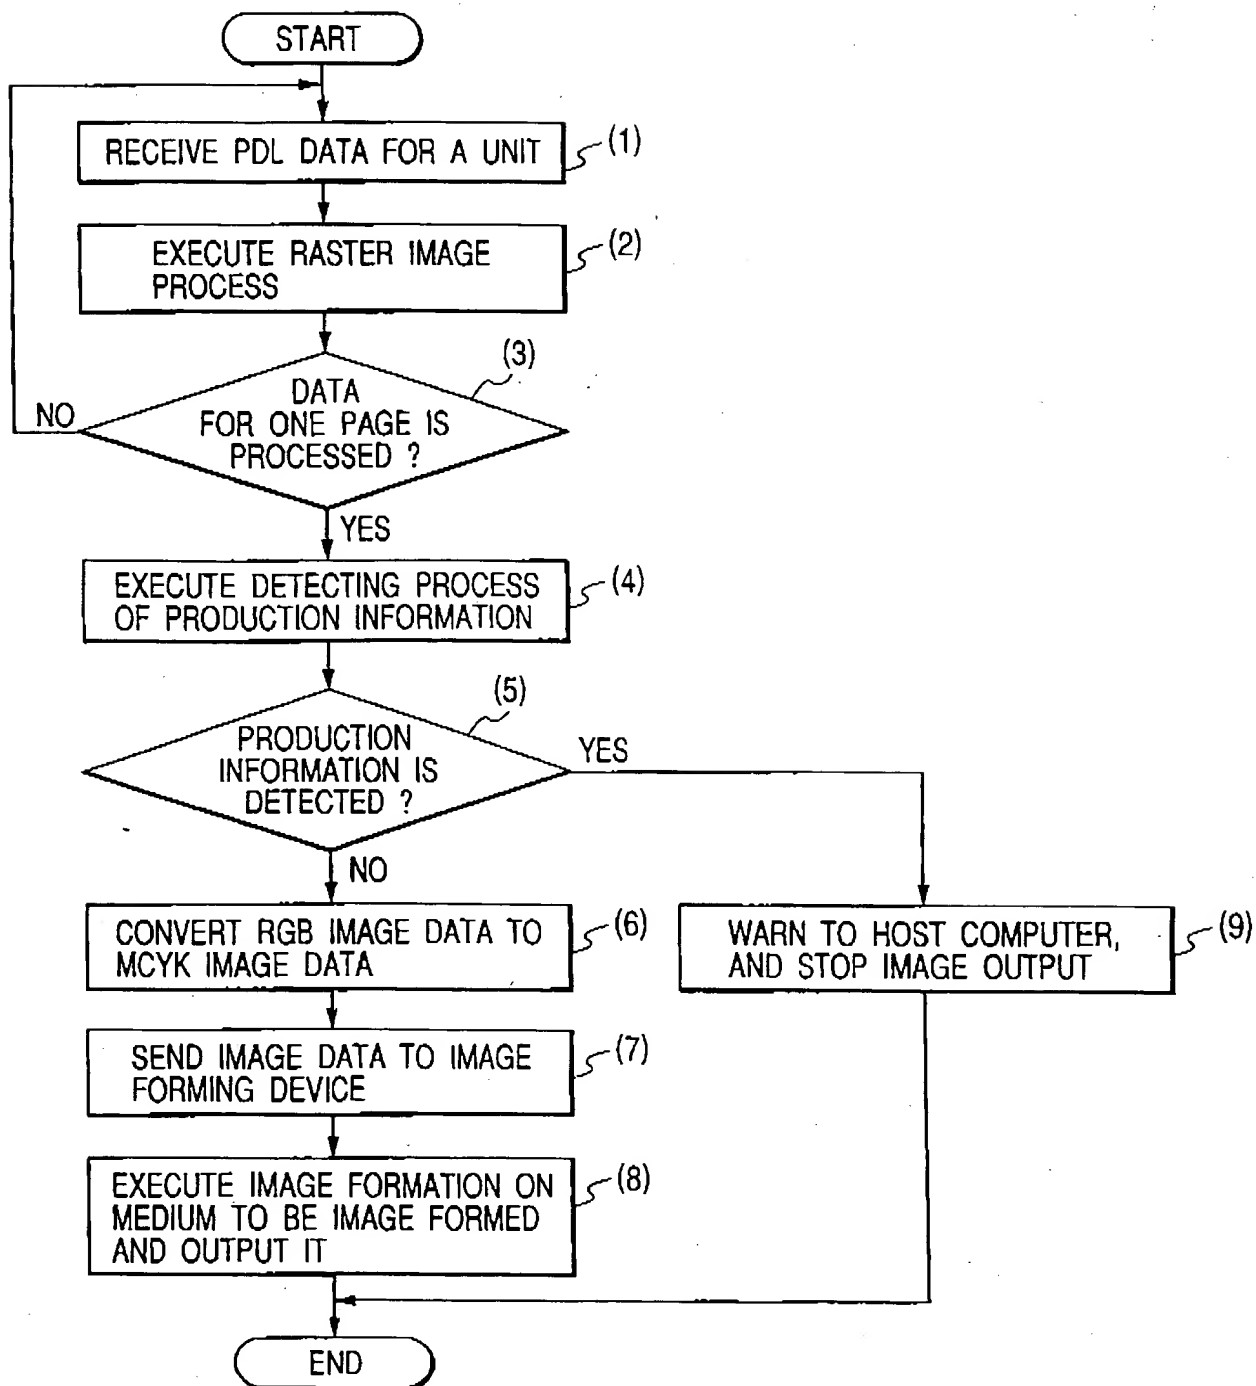 START
RECEIVE PDL DATA FOR A UNIT
(1)
EXECUTE RASTER IMAGE
PROCESS
(2)
(3)
DATA
FOR ONE PAGE IS
PROCESSED ?
NO
YES
EXECUTE DETECTING PROCESS
OF PRODUCTION INFORMATION
(4)
(5)
PRODUCTION
INFORMATION IS
DETECTED ?
YES
NO
CONVERT RGB IMAGE DATA TO
MCYK IMAGE DATA
(6)
WARN TO HOST COMPUTER,
AND STOP IMAGE OUTPUT
(9)
SEND IMAGE DATA TO IMAGE
FORMING DEVICE
(7)
EXECUTE IMAGE FORMATION ON
MEDIUM TO BE IMAGE FORMED
AND OUTPUT IT
(8)
END